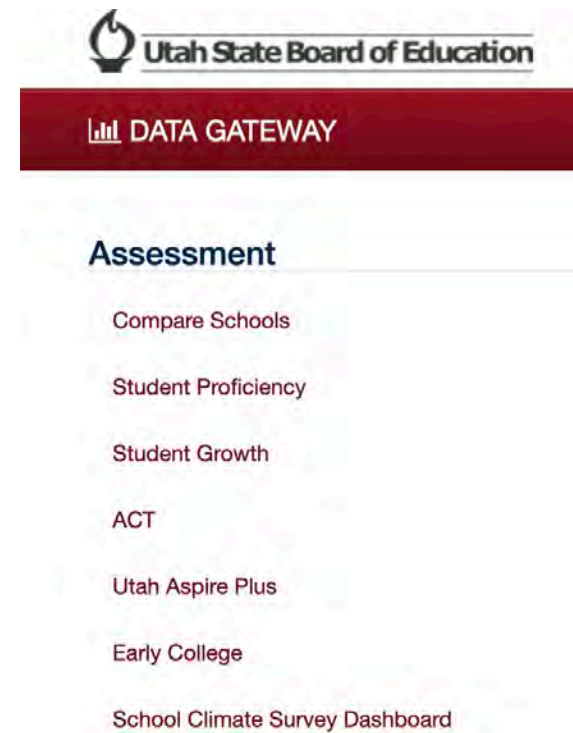 Utah State Board of Education
DATA GATEWAY
Assessment
Compare Schools
Student Proficiency
Student Growth
ACT
Utah Aspire Plus
Early College
School Climate Survey Dashboard